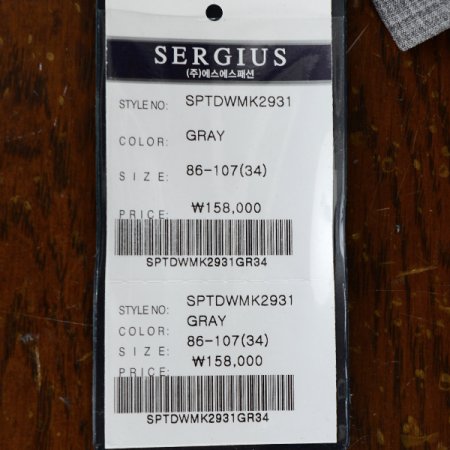 SERGIUS
(주)에스에스패션
STYLE NO: SPTDWMK2931
COLOR: GRAY
SIZE: 86-107(34)
PRICE: ₩158,000
SPTDWMK2931GR34
STYLE NO: SPTDWMK2931
COLOR: GRAY
SIZE: 86-107(34)
PRICE: ₩158,000
SPTDWMK2931GR34